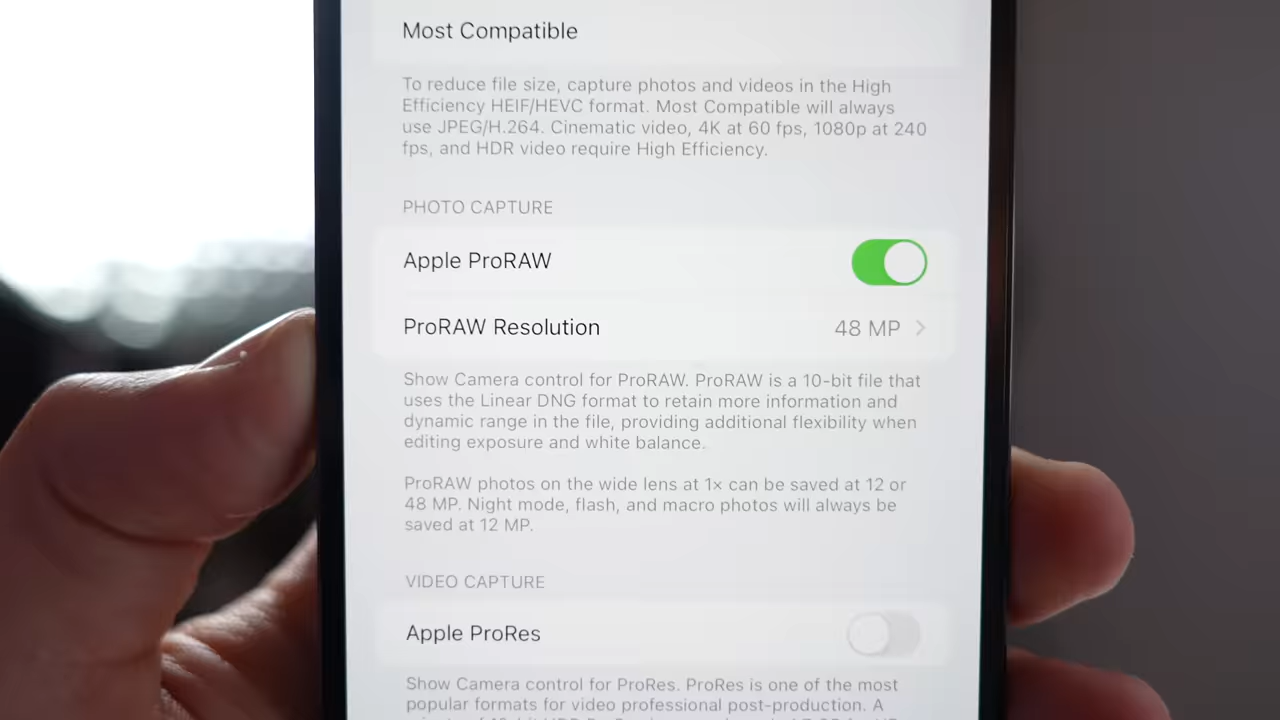 Most Compatible
To reduce file size, capture photos and videos in the High
Efficiency HEIF/HEVC format. Most Compatible will always
use JPEG/H.264. Cinematic video, 4K at 60 fps, 1080p at 240
fps, and HDR video require High Efficiency.
PHOTO CAPTURE
Apple ProRAW
ProRAW Resolution 48 MP
Show Camera control for ProRAW. ProRAW is a 10-bit file that
uses the Linear DNG format to retain more information and
dynamic range in the file, providing additional flexibility when
editing exposure and white balance.
ProRAW photos on the wide lens at 1× can be saved at 12 or
48 MP. Night mode, flash, and macro photos will always be
saved at 12 MP.
VIDEO CAPTURE
Apple ProRes
Show Camera control for ProRes. ProRes is one of the most
popular formats for video professional post-production. A